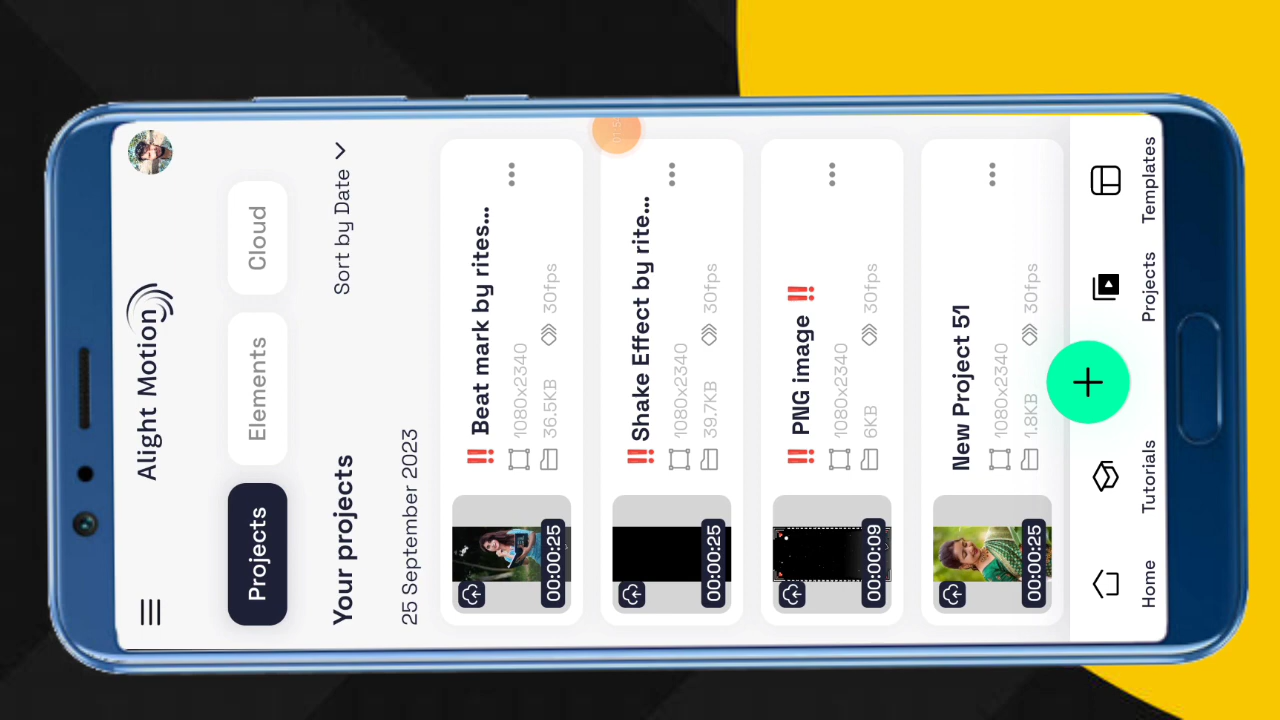 Alight Motion
Projects
Elements
Cloud
Your projects
Sort by Date
25 September 2023
‼️ Beat mark by rites...
1080x2340
36.5KB
30fps
00:00:25
‼️ Shake Effect by rite...
1080x2340
39.7KB
30fps
00:00:25
‼️ PNG image ‼️
1080x2340
6KB
30fps
00:00:09
New Project 51
1080x2340
1.8KB
30fps
00:00:25
Home
Tutorials
Projects
Templates